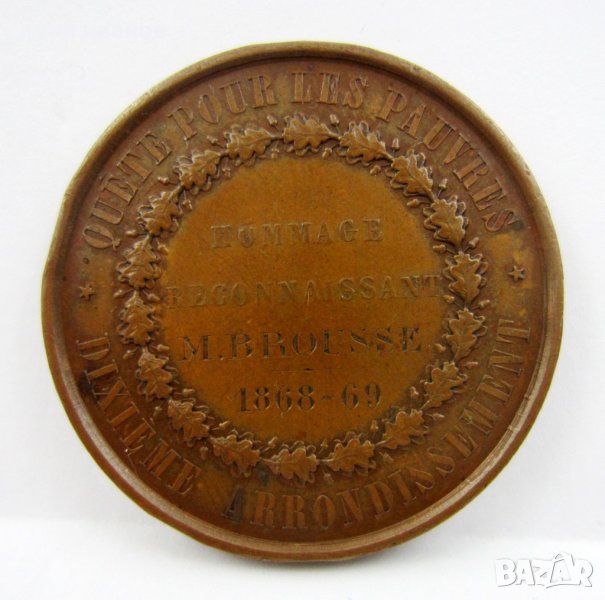 QUÊTE POUR LES PAUVRES
HOMMAGE
RECONNAISSANT
M. BROUSSE
1868-69
DIXIÈME ARRONDISSEMENT
BAZAR